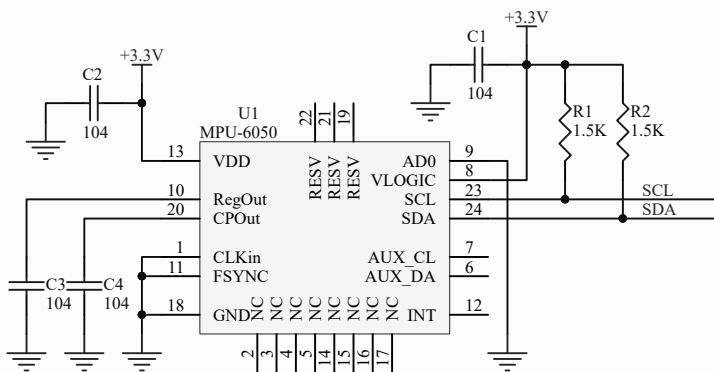 +3.3V
C1
+3.3V
C2
104
104
U1
MPU-6050
R1
1.5K
R2
1.5K
22
21
19
RESV
RESV
RESV
13
VDD
10
RegOut
20
CPOut
1
CLKin
11
FSYNC
18
GND
AD0
9
VLOGIC
8
SCL
23
SCL
SDA
24
SDA
AUX_CL
7
AUX_DA
6
INT
12
C3
104
C4
104
NC
NC
NC
NC
NC
NC
NC
NC
2
3
4
5
14
15
16
17